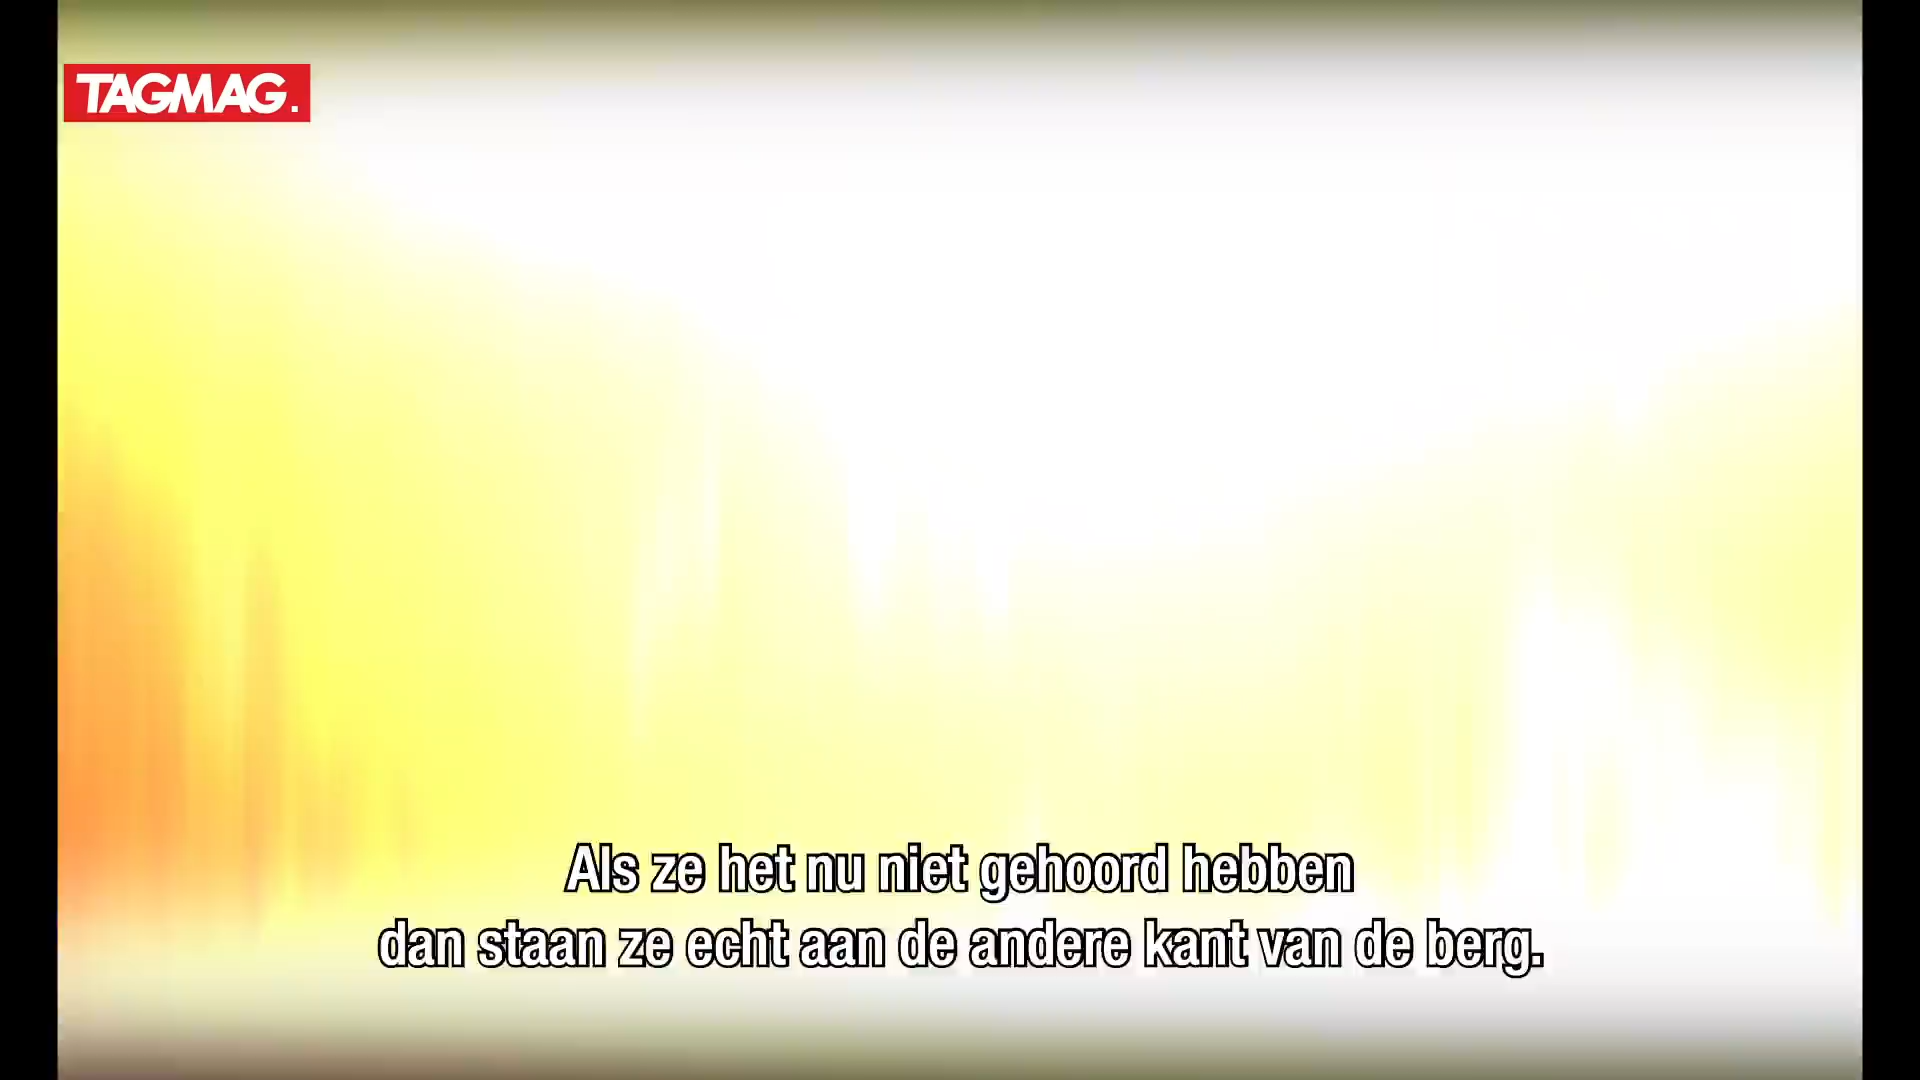 TAGMAG.
Als ze het nu niet gehoord hebben
dan staan ze echt aan de andere kant van de berg.